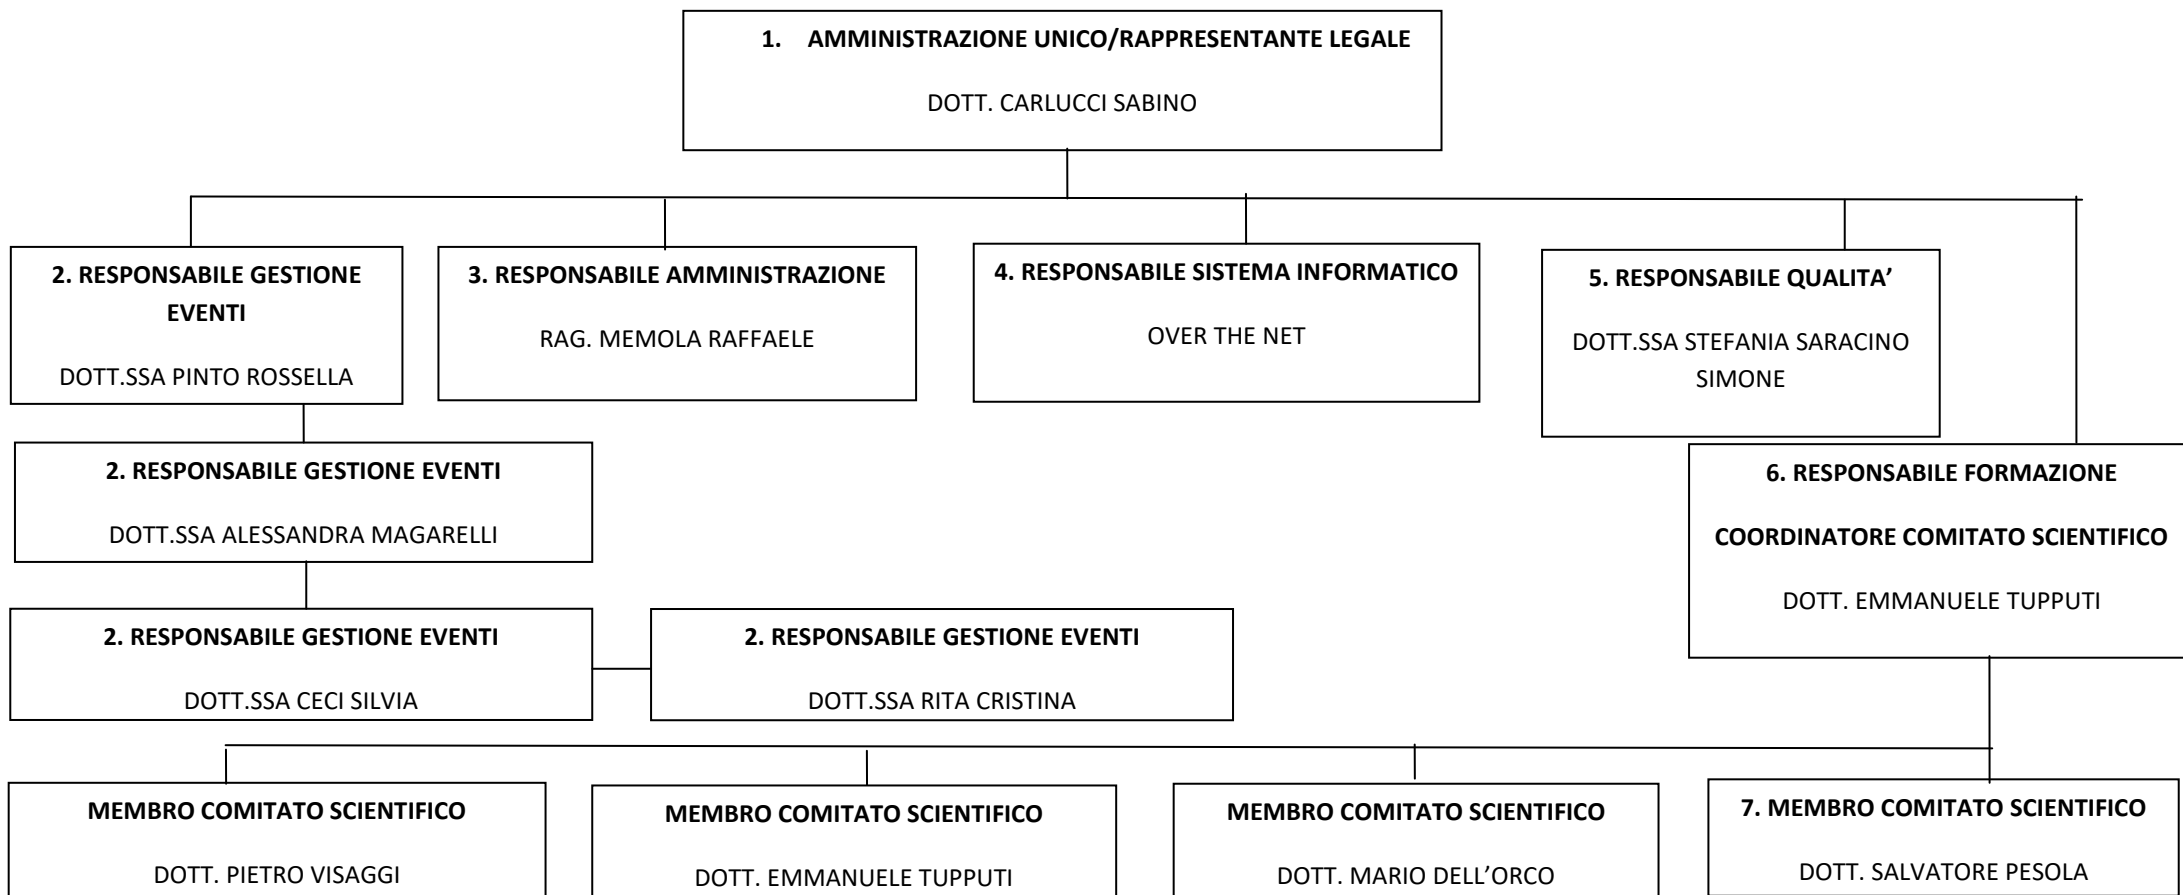 1. AMMINISTRAZIONE UNICO/RAPPRESENTANTE LEGALE
DOTT. CARLUCCI SABINO
2. RESPONSABILE GESTIONE
EVENTI
DOTT.SSA PINTO ROSSELLA
3. RESPONSABILE AMMINISTRAZIONE
RAG. MEMOLA RAFFAELE
4. RESPONSABILE SISTEMA INFORMATICO
OVER THE NET
5. RESPONSABILE QUALITA’
DOTT.SSA STEFANIA SARACINO
SIMONE
2. RESPONSABILE GESTIONE EVENTI
DOTT.SSA ALESSANDRA MAGARELLI
6. RESPONSABILE FORMAZIONE
COORDINATORE COMITATO SCIENTIFICO
DOTT. EMMANUELE TUPPUTI
2. RESPONSABILE GESTIONE EVENTI
DOTT.SSA CECI SILVIA
2. RESPONSABILE GESTIONE EVENTI
DOTT.SSA RITA CRISTINA
MEMBRO COMITATO SCIENTIFICO
DOTT. PIETRO VISAGGI
MEMBRO COMITATO SCIENTIFICO
DOTT. EMMANUELE TUPPUTI
MEMBRO COMITATO SCIENTIFICO
DOTT. MARIO DELL’ORCO
7. MEMBRO COMITATO SCIENTIFICO
DOTT. SALVATORE PESOLA